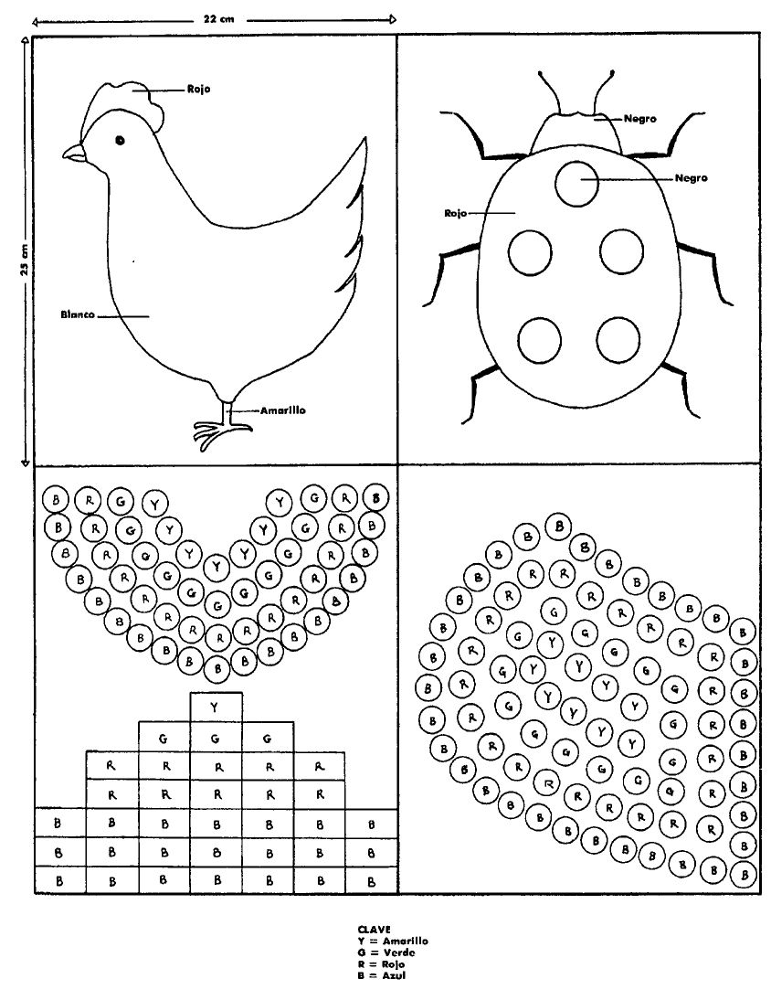 22 cm
25 cm
Rojo
Blanco
Amarillo
Negro
Negro
Rojo
B R G Y Y G R B
B R G Y Y G R B
B R G Y Y G R B
B R G Y G R B
B R G G G R B
B R R B
B R R R B
B B B B B
Y
G G G
R R R R R
R R R R R
B B B B B B B
B B B B B B B
B B B B B B B
B
B
B B
B
B R R B
B R R B
G R B
B R R B
G G B
R Y R
B G R B
G Y Y G
B R Y G R B
G Y Y
B R Y G R B
G Y
B R G Y G R B
B R G
B R G G R B
B R R
B R R B
B R
B B B B
B B B
CLAVE
Y = Amarillo
G = Verde
R = Rojo
B = Azul